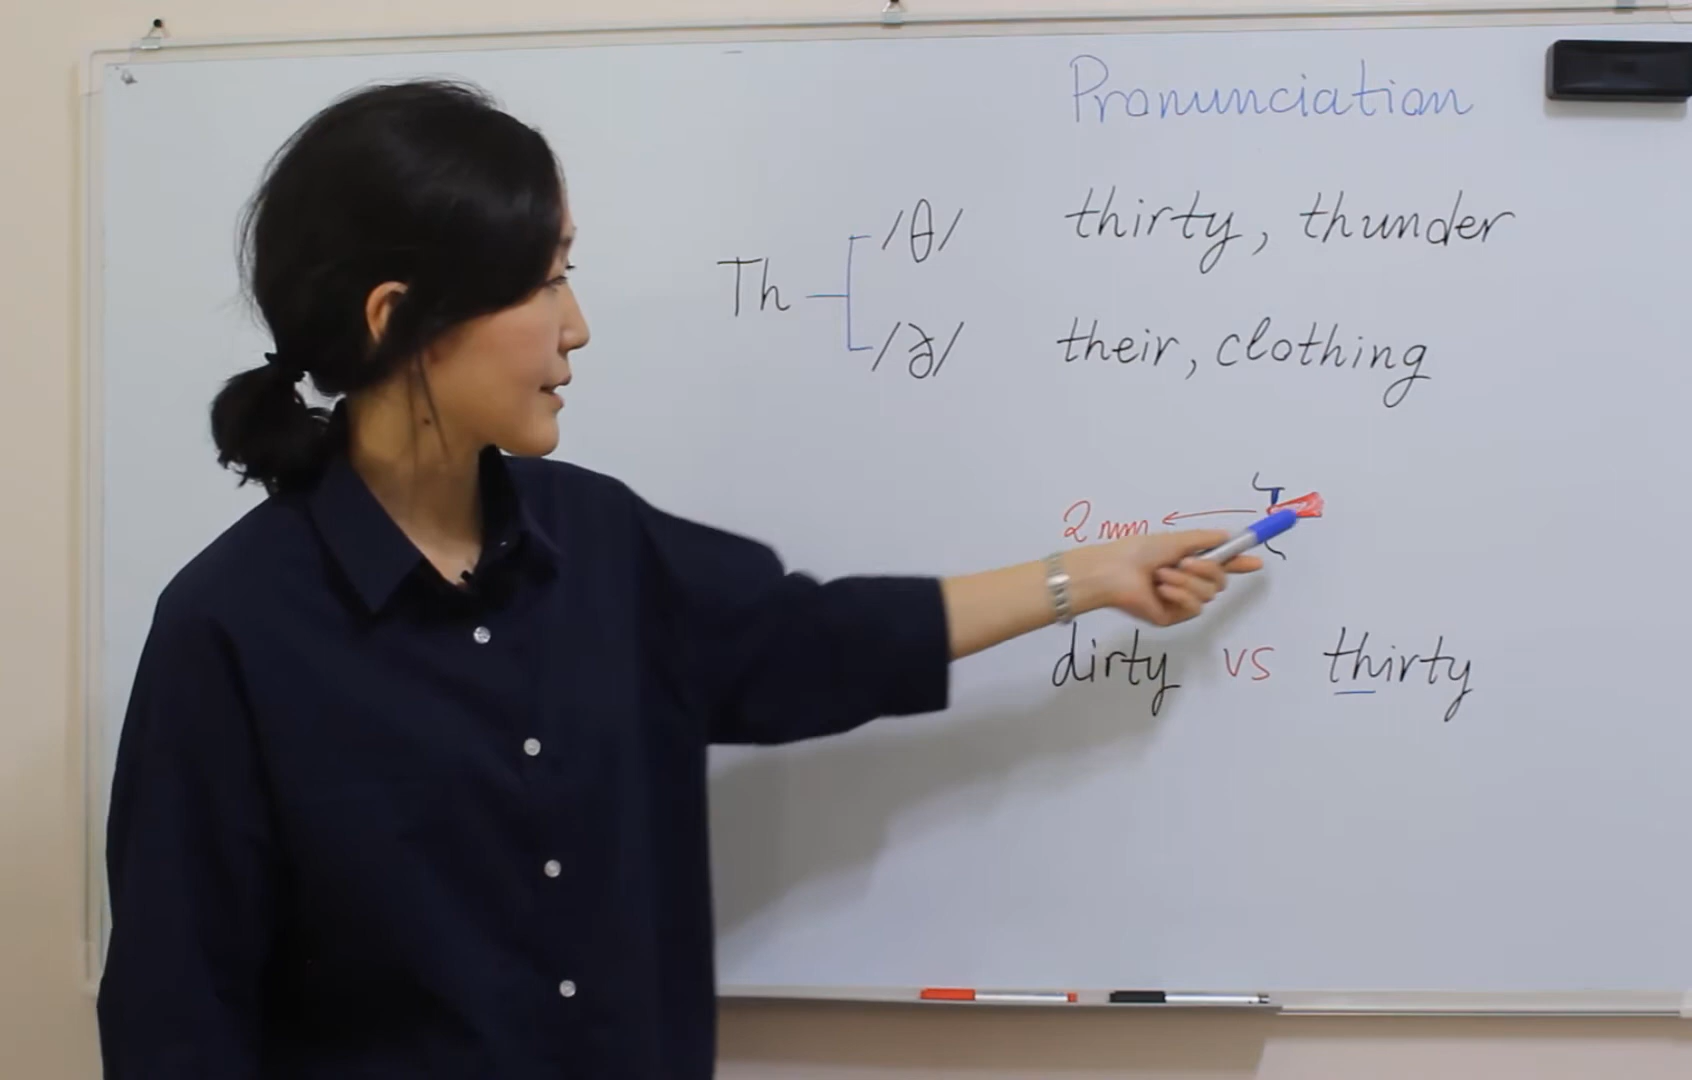 Pronunciation
/θ/ thirty, thunder
Th
/ð/ their, clothing
2 mm
dirty vs thirty